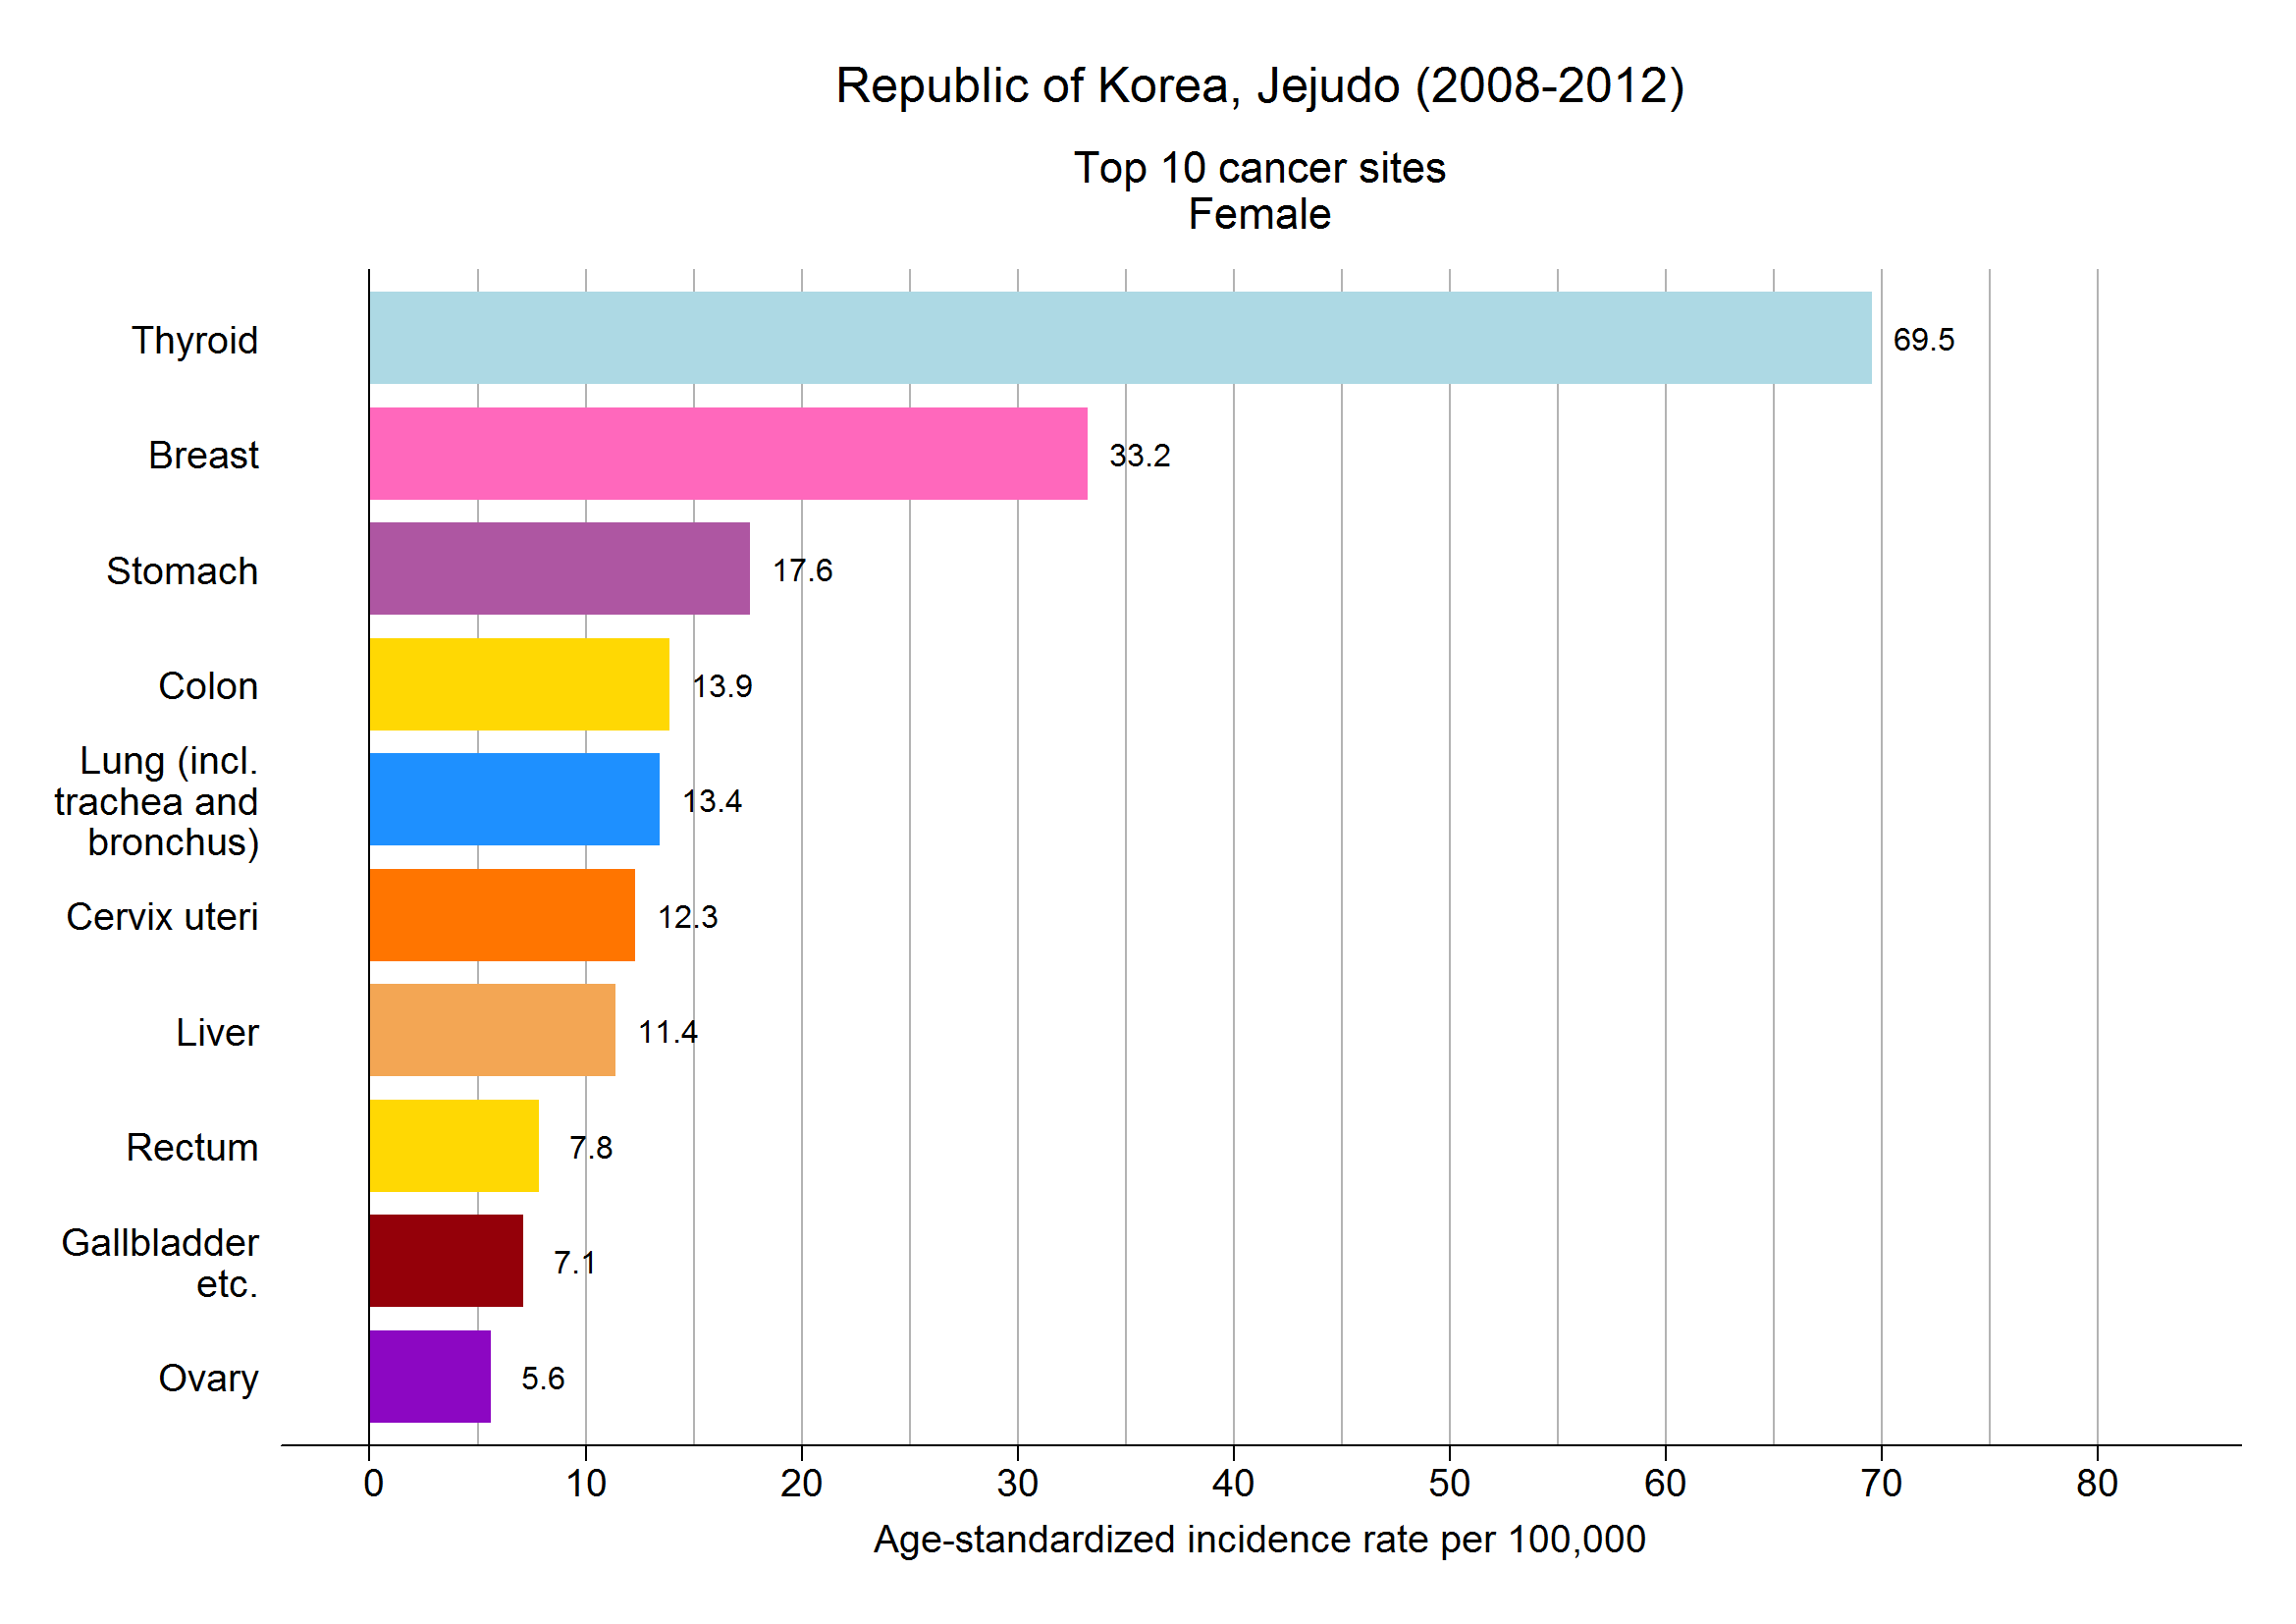 Republic of Korea, Jejudo (2008-2012)
Top 10 cancer sites
Female
Thyroid
69.5
Breast
33.2
Stomach
17.6
Colon
13.9
Lung (incl.
trachea and
bronchus)
13.4
Cervix uteri
12.3
Liver
11.4
Rectum
7.8
Gallbladder
etc.
7.1
Ovary
5.6
0 10 20 30 40 50 60 70 80
Age-standardized incidence rate per 100,000